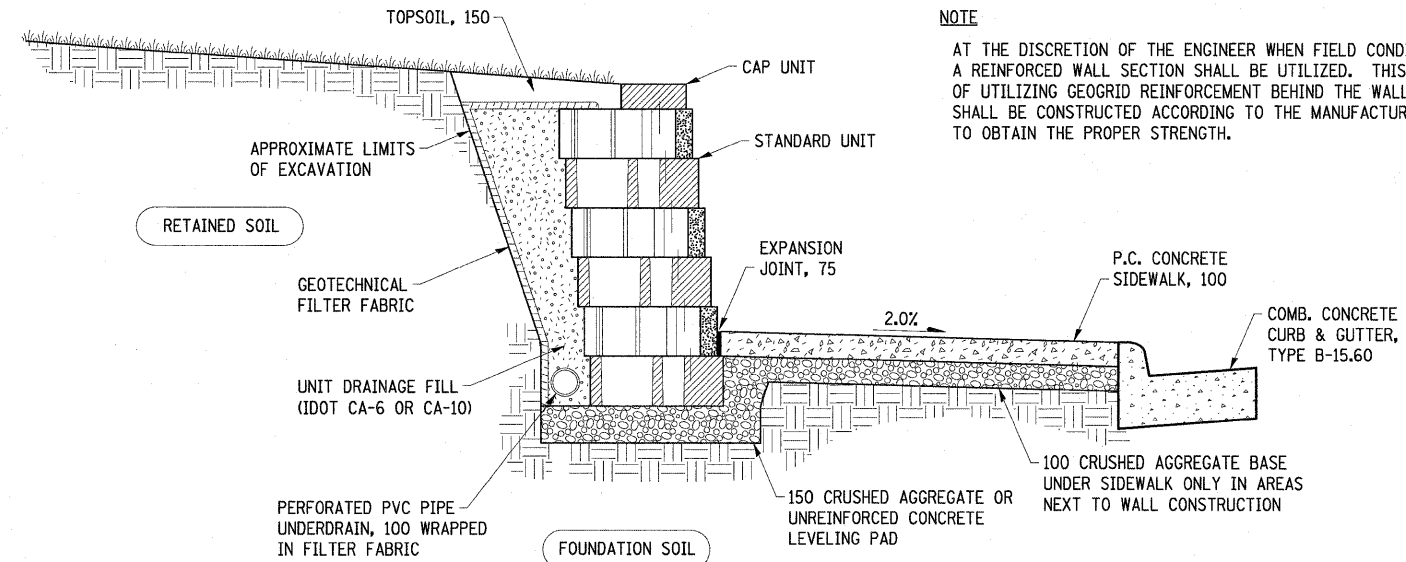 TOPSOIL, 150
CAP UNIT
STANDARD UNIT
APPROXIMATE LIMITS
OF EXCAVATION
RETAINED SOIL
GEOTECHNICAL
FILTER FABRIC
UNIT DRAINAGE FILL
(IDOT CA-6 OR CA-10)
PERFORATED PVC PIPE
UNDERDRAIN, 100 WRAPPED
IN FILTER FABRIC
FOUNDATION SOIL
EXPANSION
JOINT, 75
2.0%
P.C. CONCRETE
SIDEWALK, 100
COMB. CONCRETE
CURB & GUTTER,
TYPE B-15.60
150 CRUSHED AGGREGATE OR
UNREINFORCED CONCRETE
LEVELING PAD
100 CRUSHED AGGREGATE BASE
UNDER SIDEWALK ONLY IN AREAS
NEXT TO WALL CONSTRUCTION
NOTE
AT THE DISCRETION OF THE ENGINEER WHEN FIELD COND
A REINFORCED WALL SECTION SHALL BE UTILIZED. THIS
OF UTILIZING GEOGRID REINFORCEMENT BEHIND THE WALL
SHALL BE CONSTRUCTED ACCORDING TO THE MANUFACTUR
TO OBTAIN THE PROPER STRENGTH.